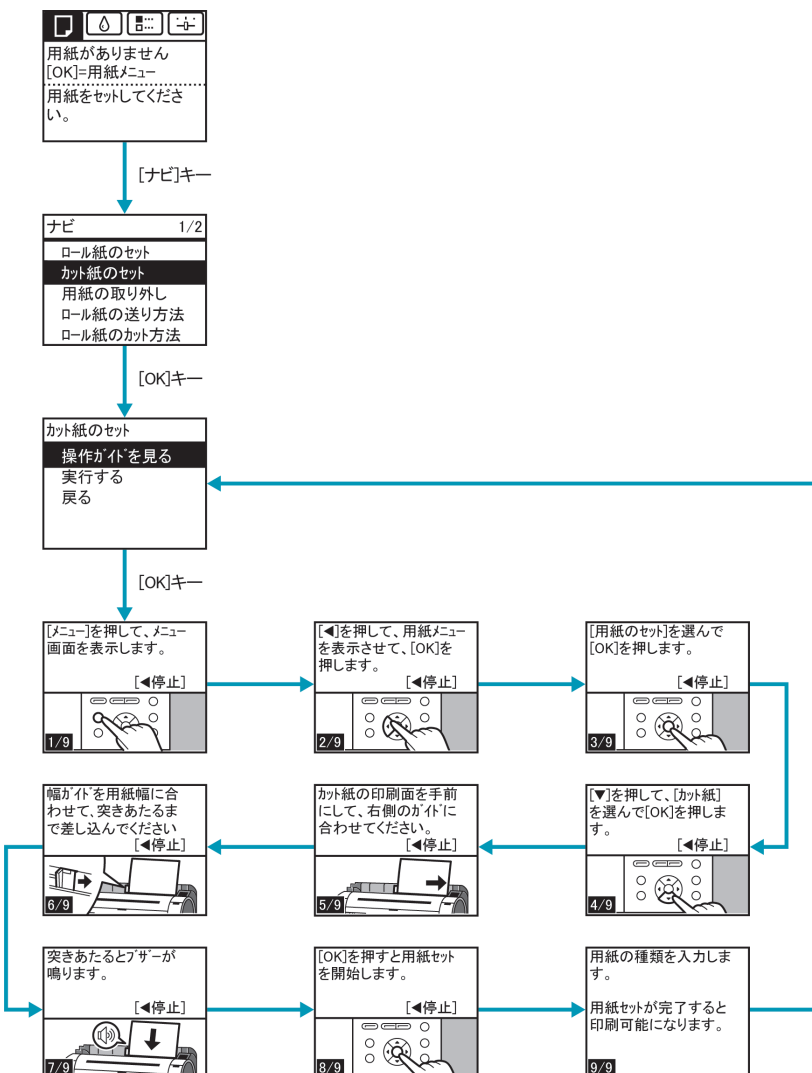 用紙がありません
[OK]=用紙ﾒﾆｭｰ
用紙をｾｯﾄしてくださ
い。
[ナビ]キー
ナビ 1/2
ﾛｰﾙ紙のｾｯﾄ
ｶｯﾄ紙のｾｯﾄ
用紙の取り外し
ﾛｰﾙ紙の送り方法
ﾛｰﾙ紙のｶｯﾄ方法
[OK]キー
ｶｯﾄ紙のｾｯﾄ
操作ｶﾞｲﾄﾞを見る
実行する
戻る
[OK]キー
[ﾒﾆｭｰ]を押して、ﾒﾆｭｰ
画面を表示します。
[◀停止]
1/9
[◀]を押して、用紙ﾒﾆｭｰ
を表示させて、[OK]を
押します。
[◀停止]
2/9
[用紙のｾｯﾄ]を選んで
[OK]を押します。
[◀停止]
3/9
[▼]を押して、[ｶｯﾄ紙]
を選んで[OK]を押しま
す。
[◀停止]
4/9
ｶｯﾄ紙の印刷面を手前
にして、右側のｶﾞｲﾄﾞに
合わせてください。
[◀停止]
5/9
幅ｶﾞｲﾄﾞを用紙幅に合
わせて、突きあたるま
で差し込んでください
[◀停止]
6/9
突きあたるとﾌﾞｻﾞｰが
鳴ります。
[◀停止]
7/9
[OK]を押すと用紙ｾｯﾄ
を開始します。
[◀停止]
8/9
用紙の種類を入力しま
す。
用紙ｾｯﾄが完了すると
印刷可能になります。
9/9